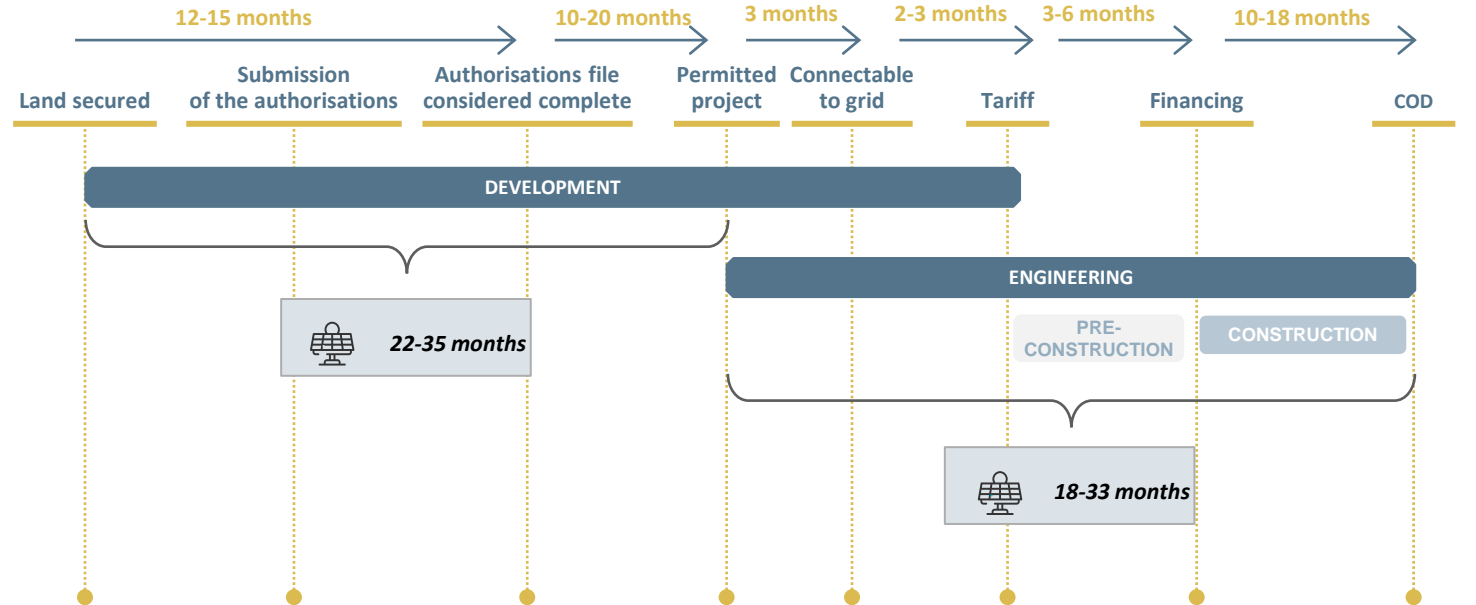 12-15 months
10-20 months
3 months
2-3 months
3-6 months
10-18 months
Land secured
Submission
of the authorisations
Authorisations file
considered complete
Permitted
project
Connectable
to grid
Tariff
Financing
COD
DEVELOPMENT
ENGINEERING
22-35 months
PRE-
CONSTRUCTION
CONSTRUCTION
18-33 months